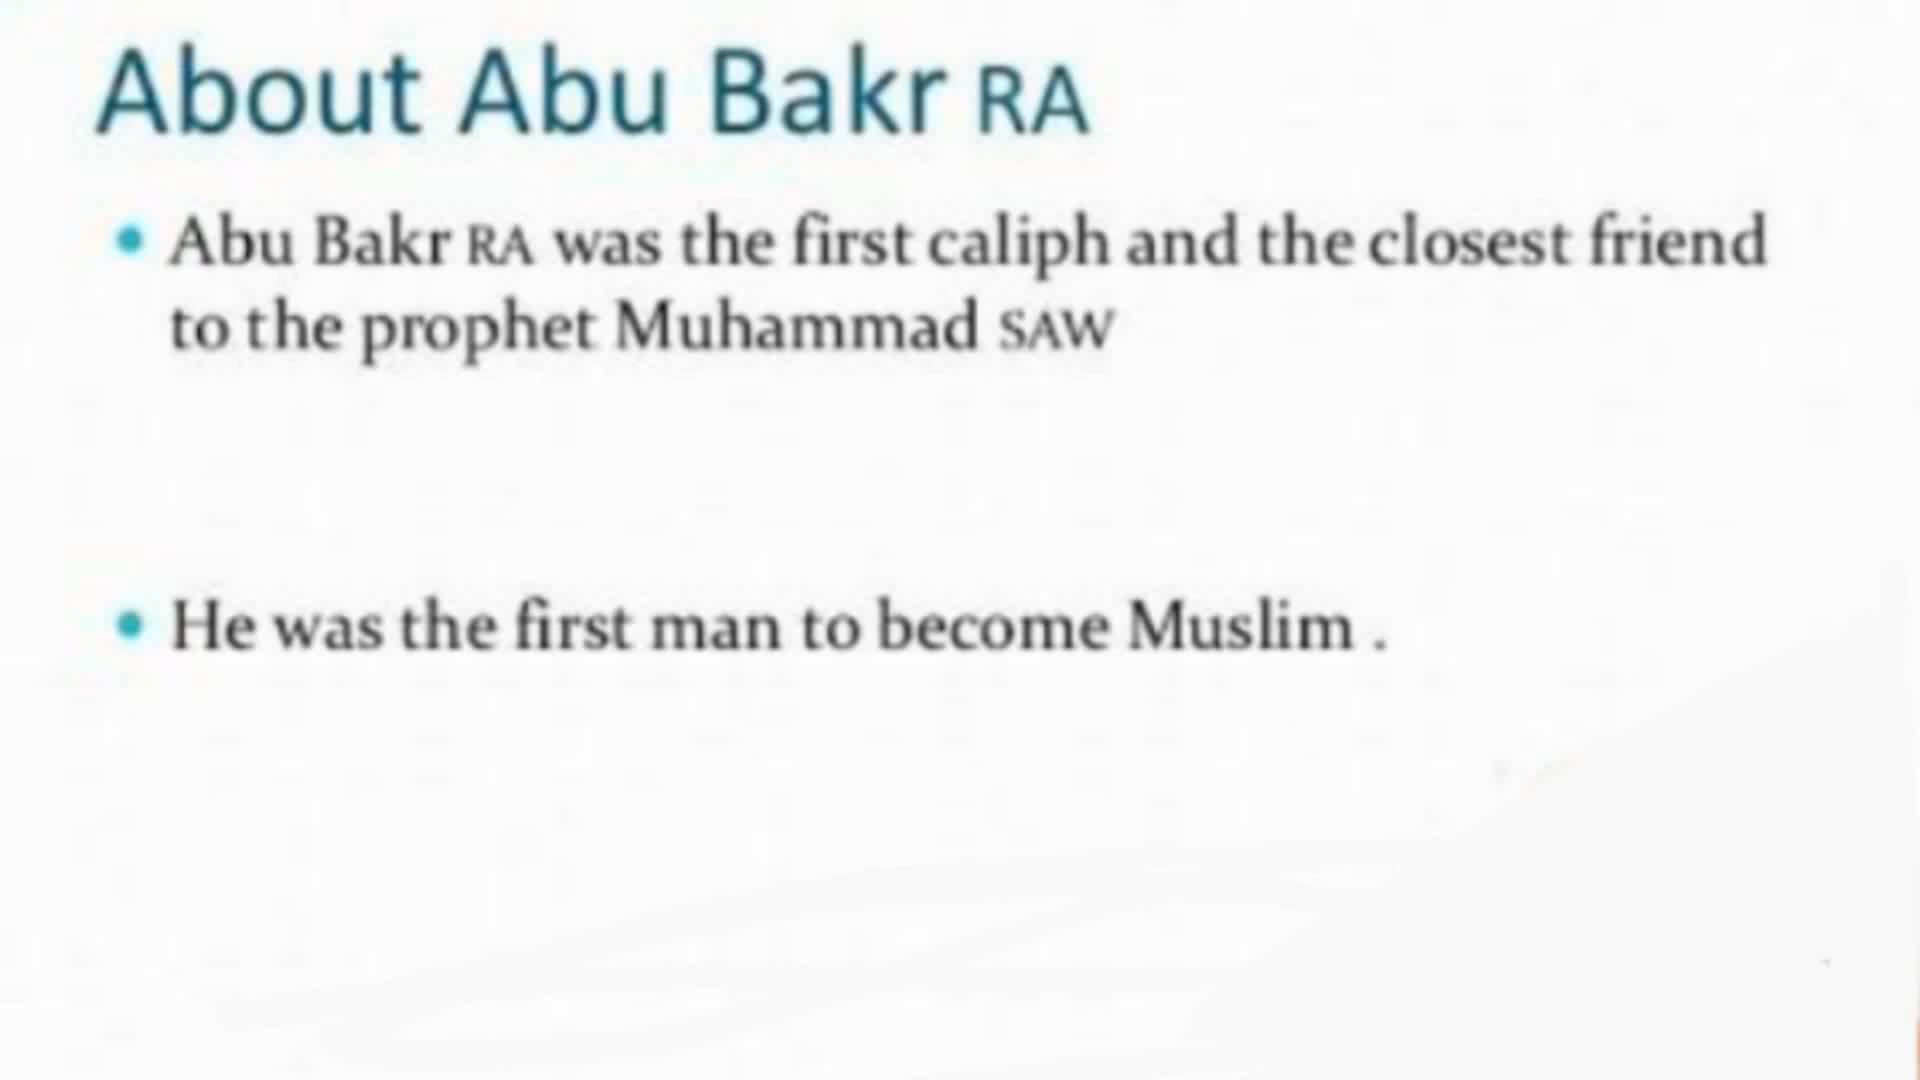 About Abu Bakr RA
• Abu Bakr RA was the first caliph and the closest friend
to the prophet Muhammad SAW
• He was the first man to become Muslim .